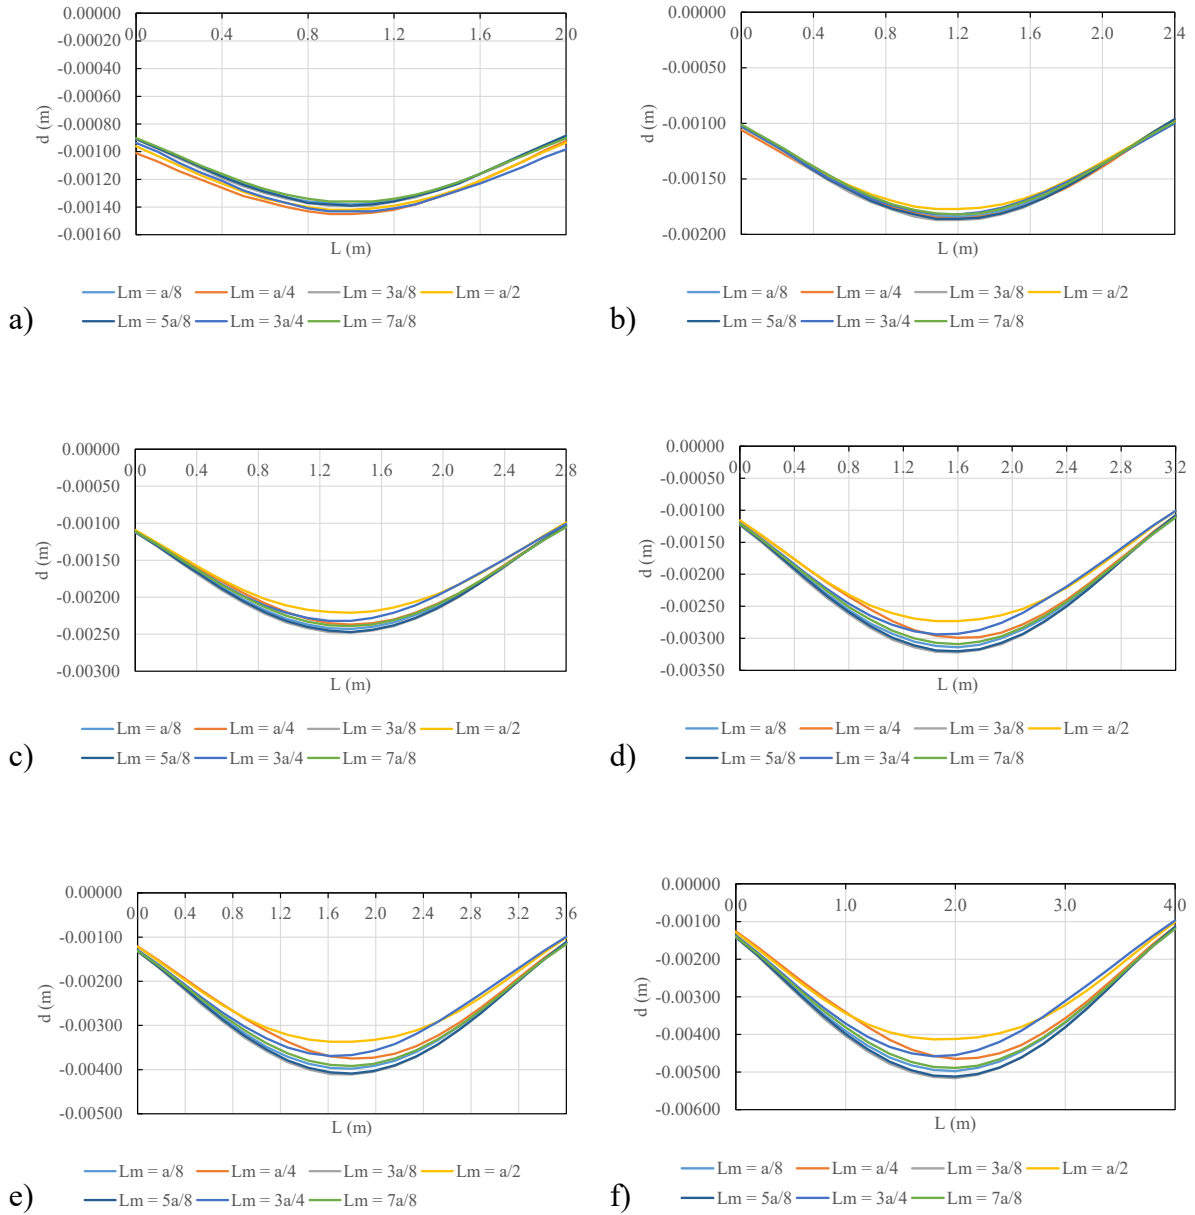 0.00000
0.0 0.4 0.8 1.2 1.6 2.0
-0.00020
-0.00040
-0.00060
-0.00080
-0.00100
-0.00120
-0.00140
-0.00160
d (m)
L (m)
Lm = a/8 Lm = a/4 Lm = 3a/8 Lm = a/2
a) Lm = 5a/8 Lm = 3a/4 Lm = 7a/8
0.00000
0.0 0.4 0.8 1.2 1.6 2.0 2.4
-0.00050
-0.00100
-0.00150
-0.00200
d (m)
L (m)
Lm = a/8 Lm = a/4 Lm = 3a/8 Lm = a/2
b) Lm = 5a/8 Lm = 3a/4 Lm = 7a/8
0.00000
0.0 0.4 0.8 1.2 1.6 2.0 2.4 2.8
-0.00050
-0.00100
-0.00150
-0.00200
-0.00250
-0.00300
d (m)
L (m)
Lm = a/8 Lm = a/4 Lm = 3a/8 Lm = a/2
c) Lm = 5a/8 Lm = 3a/4 Lm = 7a/8
0.00000
0.0 0.4 0.8 1.2 1.6 2.0 2.4 2.8 3.2
-0.00050
-0.00100
-0.00150
-0.00200
-0.00250
-0.00300
-0.00350
d (m)
L (m)
Lm = a/8 Lm = a/4 Lm = 3a/8 Lm = a/2
d) Lm = 5a/8 Lm = 3a/4 Lm = 7a/8
0.00000
0.0 0.4 0.8 1.2 1.6 2.0 2.4 2.8 3.2 3.6
-0.00100
-0.00200
-0.00300
-0.00400
-0.00500
d (m)
L (m)
Lm = a/8 Lm = a/4 Lm = 3a/8 Lm = a/2
e) Lm = 5a/8 Lm = 3a/4 Lm = 7a/8
0.00000
0.0 1.0 2.0 3.0 4.0
-0.00100
-0.00200
-0.00300
-0.00400
-0.00500
-0.00600
d (m)
L (m)
Lm = a/8 Lm = a/4 Lm = 3a/8 Lm = a/2
f) Lm = 5a/8 Lm = 3a/4 Lm = 7a/8